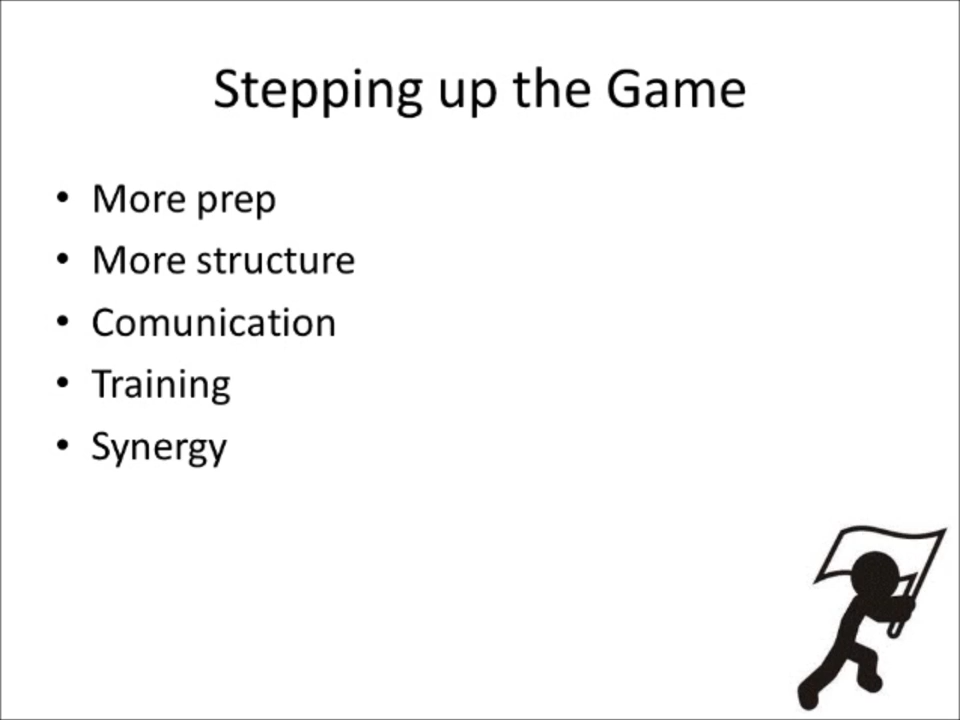 Stepping up the Game
• More prep
• More structure
• Comunication
• Training
• Synergy